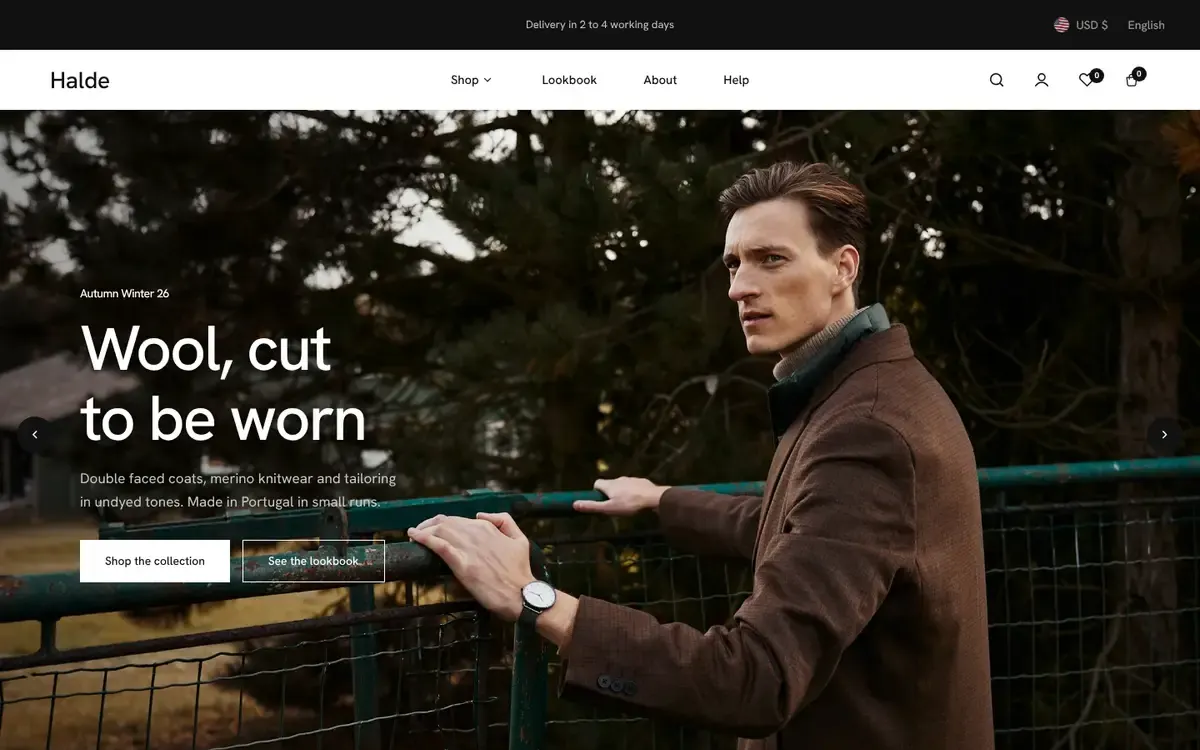 Delivery in 2 to 4 working days
USD $
English
Halde
Shop
Lookbook
About
Help
0
0
Autumn Winter 26
Wool, cut
to be worn
Double faced coats, merino knitwear and tailoring
in undyed tones. Made in Portugal in small runs.
Shop the collection
See the lookbook